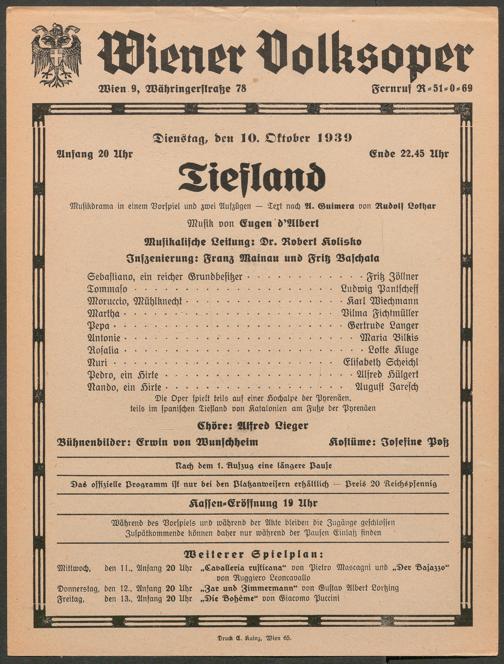 Wiener Volksoper
Wien 9, Währingerstraße 78 Fernruf R=51=0=69
Dienstag, den 10. Oktober 1939
Anfang 20 Uhr Ende 22.45 Uhr
Tiefland
Musikdrama in einem Vorspiel und zwei Aufzügen — Text nach A. Guimera von Rudolf Lothar
Musik von Eugen d'Albert
Musikalische Leitung: Dr. Robert Kolisko
Inszenierung: Franz Mainau und Fritz Baschata
Sebastiano, ein reicher Grundbesitzer Fritz Zöllner
Tommaso Ludwig Pantscheff
Moruccio, Mühlknecht Karl Wiechmann
Martha Vilma Fichtmüller
Pepa Gertrude Langer
Antonie Maria Bilkis
Rosalia Lotte Kluge
Nuri Elisabeth Scheichl
Pedro, ein Hirte Alfred Hülgert
Nando, ein Hirte August Jaresch
Die Oper spielt teils auf einer Hochalpe der Pyrenäen,
teils im spanischen Tiefland von Katalonien am Fuße der Pyrenäen
Chöre: Alfred Lieger
Bühnenbilder: Erwin von Wunschheim Kostüme: Josefine Poß
Nach dem 1. Aufzug eine längere Pause
Das offizielle Programm ist nur bei den Platzanweisern erhältlich — Preis 20 Reichspfennig
Kassen-Eröffnung 19 Uhr
Während des Vorspiels und während der Akte bleiben die Zugänge geschlossen
Zuspätkommende können daher nur während der Pausen Einlaß finden
Weiterer Spielplan:
Mittwoch, den 11., Anfang 20 Uhr „Cavalleria rusticana“ von Pietro Mascagni und „Der Bajazzo“
von Ruggiero Leoncavallo
Donnerstag, den 12., Anfang 20 Uhr „Zar und Zimmermann“ von Gustav Albert Lortzing
Freitag, den 13., Anfang 20 Uhr „Die Bohème“ von Giacomo Puccini
Druck A. Kainz, Wien 65.